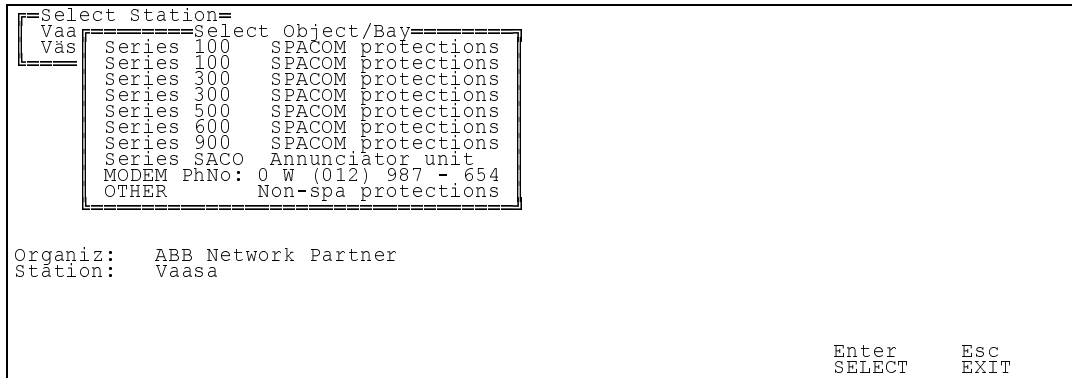 Select Station
Vaa
Väs
Select Object/Bay
Series 100 SPACOM protections
Series 100 SPACOM protections
Series 300 SPACOM protections
Series 300 SPACOM protections
Series 500 SPACOM protections
Series 600 SPACOM protections
Series 900 SPACOM protections
Series SACO Annunciator unit
MODEM PhNo: 0 W (012) 987 - 654
OTHER Non-spa protections
Organiz: ABB Network Partner
Station: Vaasa
Enter Esc
SELECT EXIT